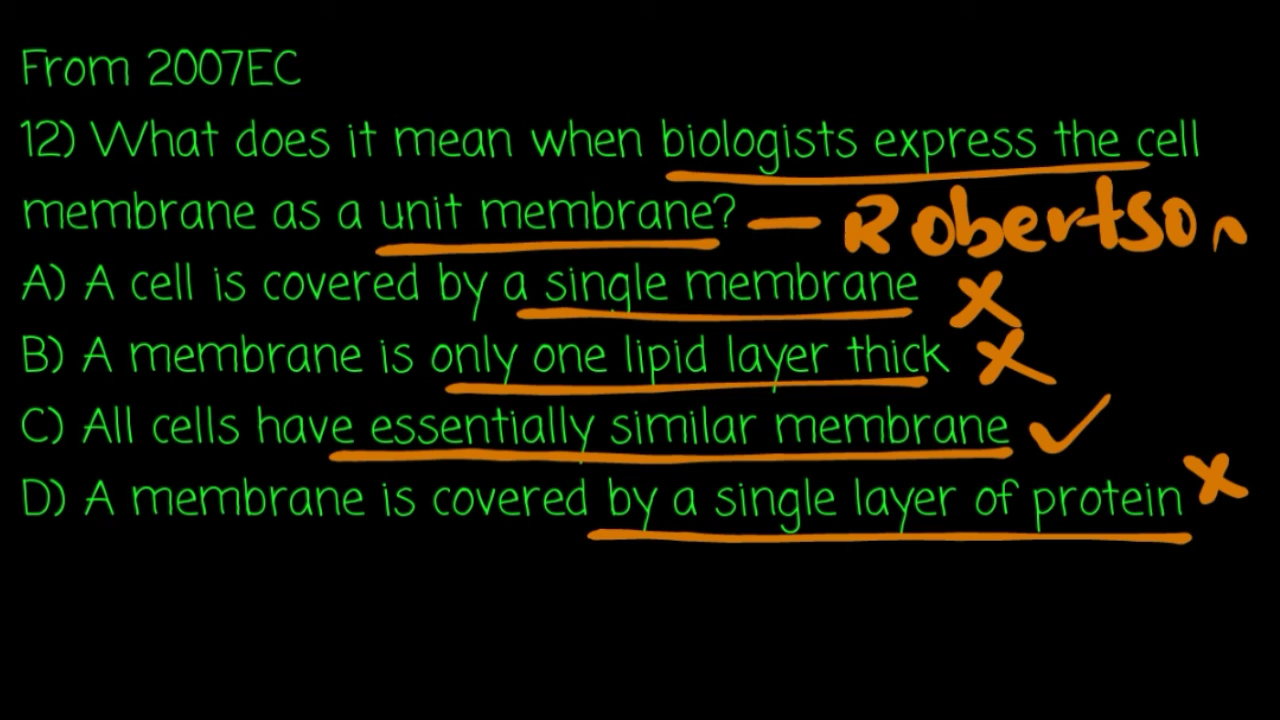 From 2007EC
12) What does it mean when biologists express the cell
membrane as a unit membrane? — Robertson
A) A cell is covered by a single membrane X
B) A membrane is only one lipid layer thick X
C) All cells have essentially similar membrane ✓
D) A membrane is covered by a single layer of protein X